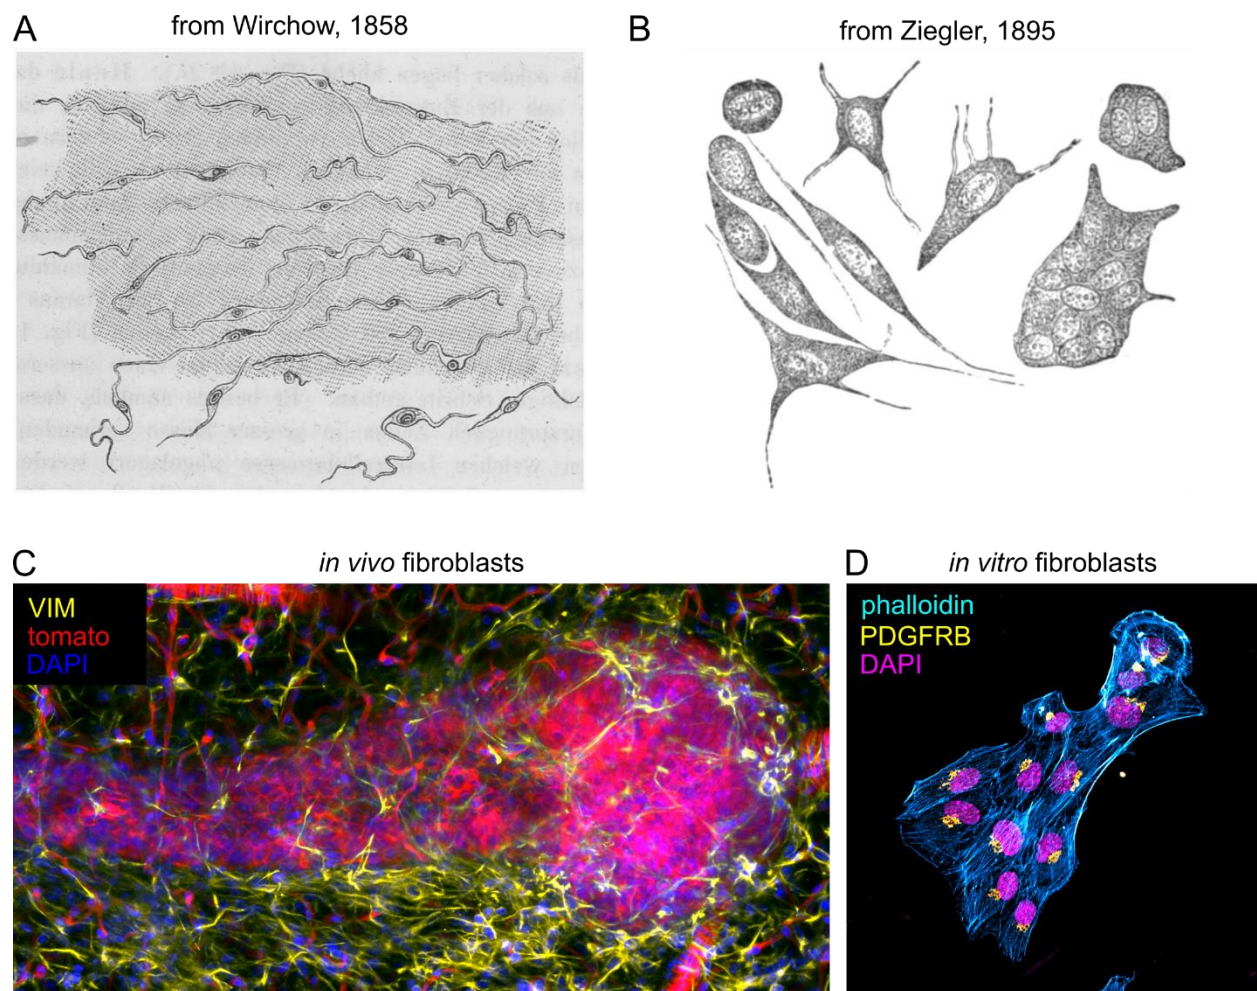 A
from Wirchow, 1858
B
from Ziegler, 1895
C
in vivo fibroblasts
VIM
tomato
DAPI
D
in vitro fibroblasts
phalloidin
PDGFRB
DAPI